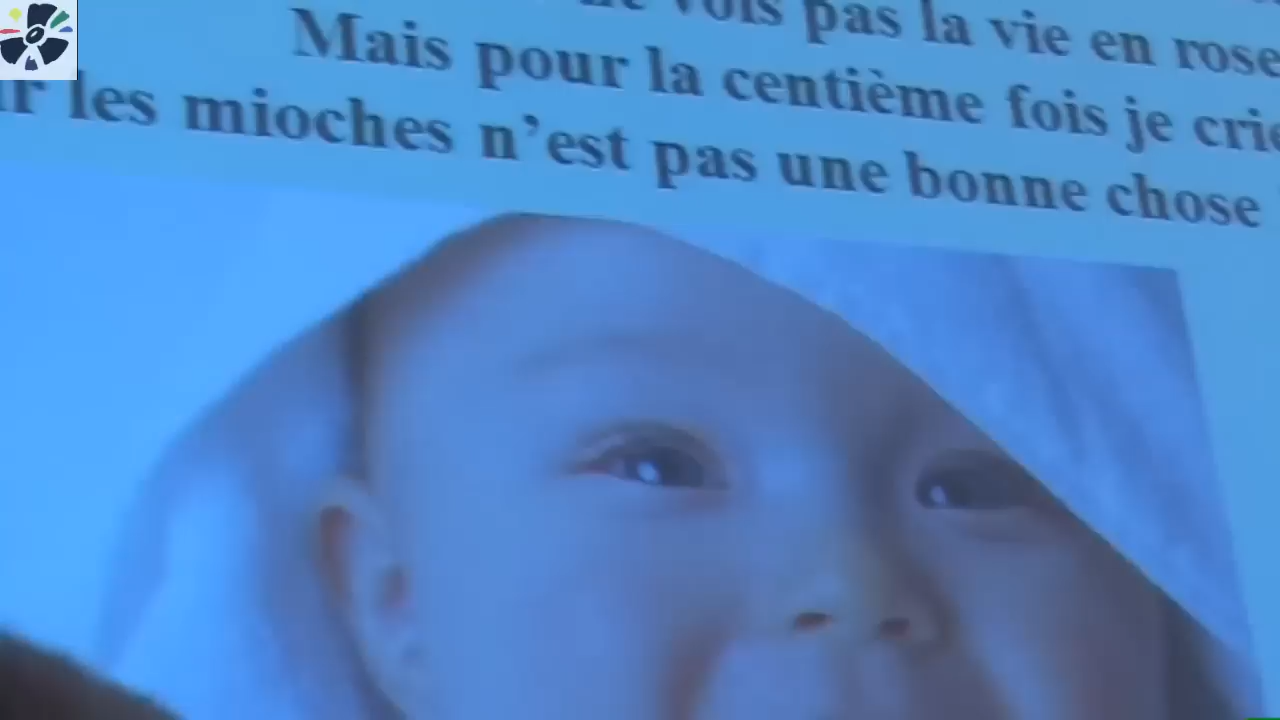 vois pas la vie en rose
Mais pour la centième fois je crie
les mioches n'est pas une bonne chose